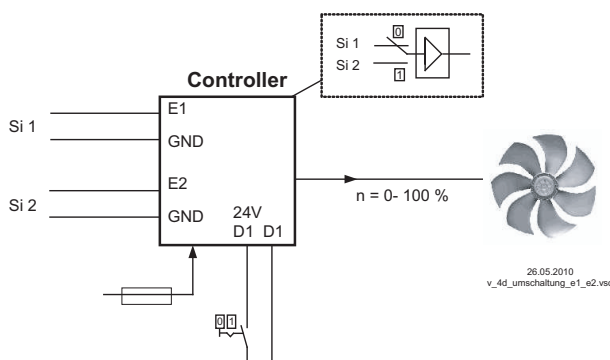 0
Si 1
Si 2
1
Controller
E1
Si 1
GND
E2
Si 2
GND
24V
D1 D1
n = 0- 100 %
26.05.2010
v_4d_umschaltung_e1_e2.vsd
0 1